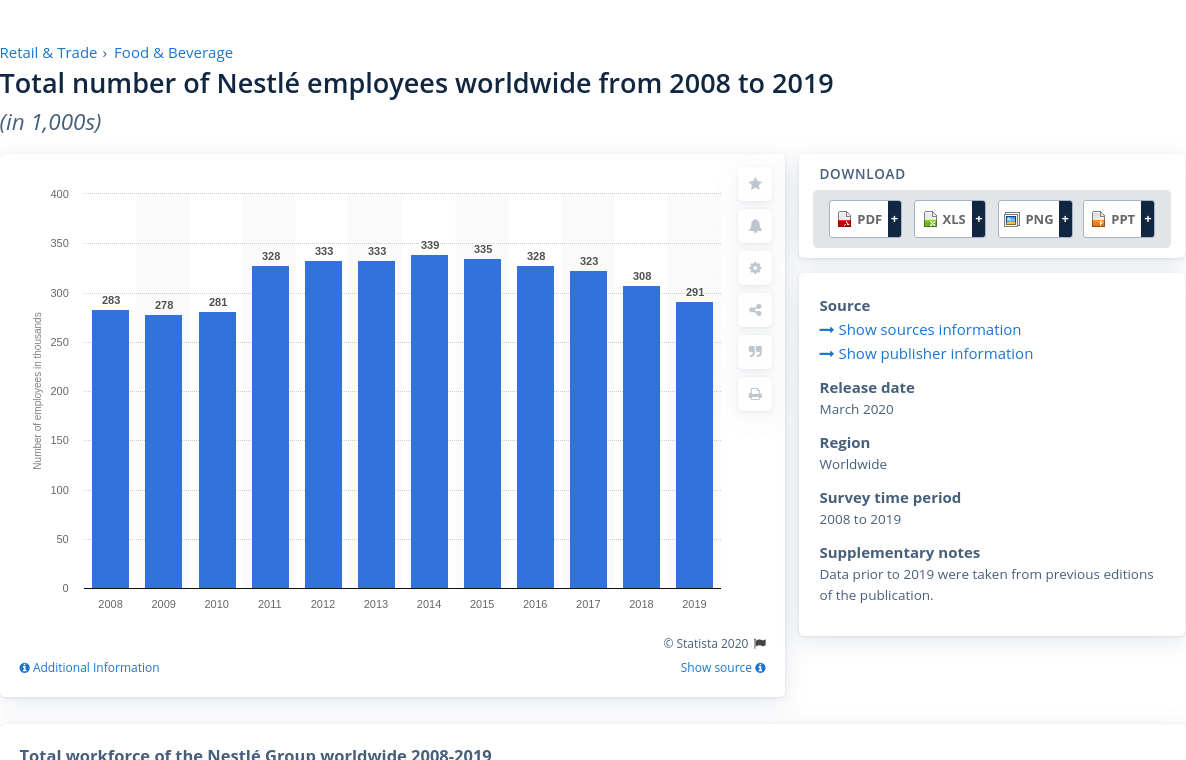 Retail & Trade › Food & Beverage
Total number of Nestlé employees worldwide from 2008 to 2019
(in 1,000s)
400
350
300
250
200
150
100
50
0
Number of employees in thousands
283
278
281
328
333
333
339
335
328
323
308
291
2008 2009 2010 2011 2012 2013 2014 2015 2016 2017 2018 2019
© Statista 2020
Additional Information
Show source
DOWNLOAD
PDF + XLS + PNG + PPT +
Source
Show sources information
Show publisher information
Release date
March 2020
Region
Worldwide
Survey time period
2008 to 2019
Supplementary notes
Data prior to 2019 were taken from previous editions
of the publication.
Total workforce of the Nestlé Group worldwide 2008-2019